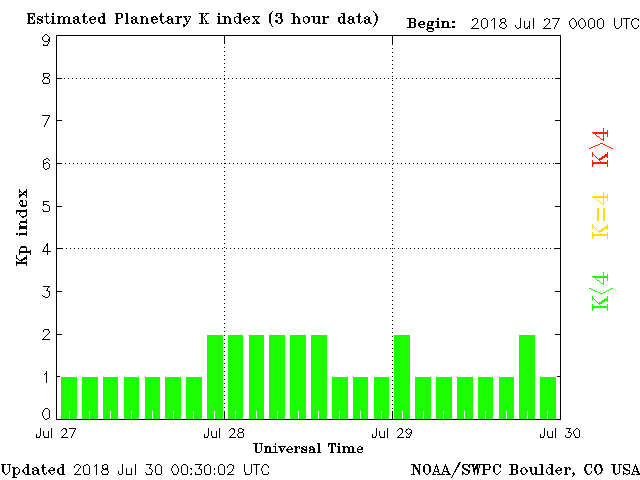 Estimated Planetary K index (3 hour data) Begin: 2018 Jul 27 0000 UTC
9
8
7
6
5
4
3
2
1
0
Kp index
K>4
K=4
K<4
Jul 27 Jul 28 Jul 29 Jul 30
Universal Time
Updated 2018 Jul 30 00:30:02 UTC NOAA/SWPC Boulder, CO USA